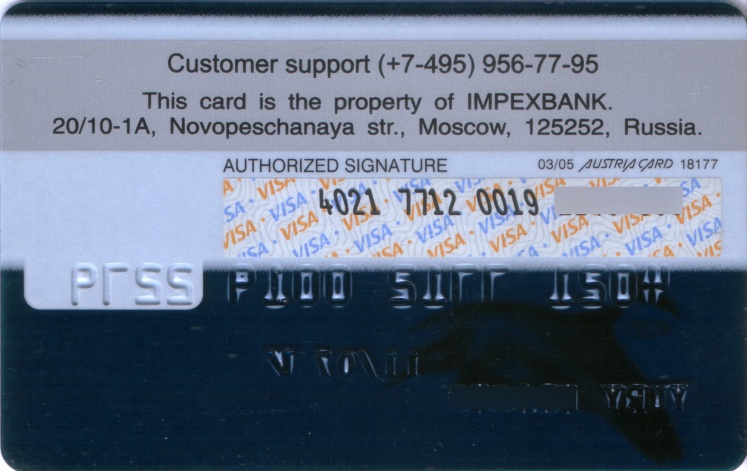 Customer support (+7-495) 956-77-95
This card is the property of IMPEXBANK.
20/10-1A, Novopeschanaya str., Moscow, 125252, Russia.
AUTHORIZED SIGNATURE 03/05 AUSTRIA CARD 18177
VISA
4021 7712 0019